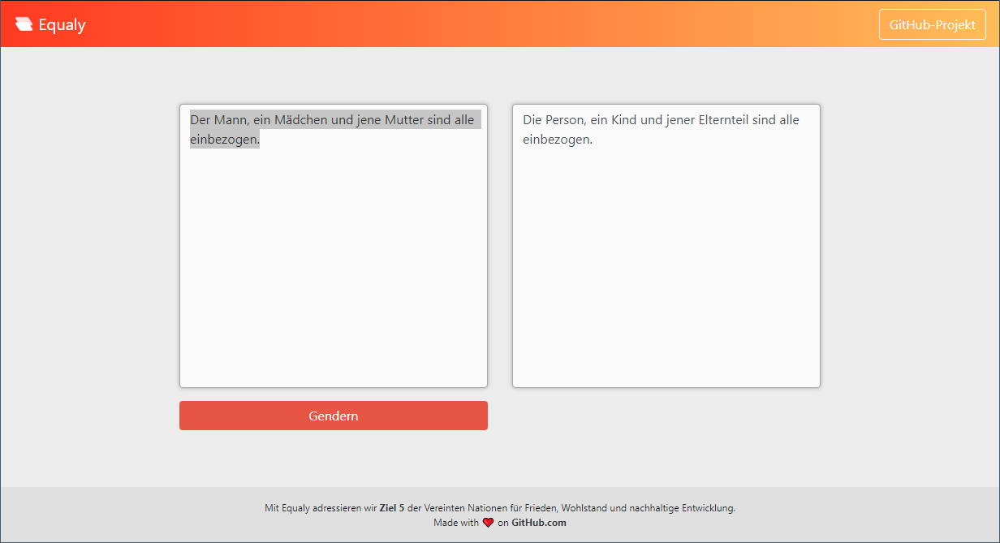 Equaly
GitHub-Projekt
Der Mann, ein Mädchen und jene Mutter sind alle
einbezogen.
Die Person, ein Kind und jener Elternteil sind alle
einbezogen.
Gendern
Mit Equaly adressieren wir Ziel 5 der Vereinten Nationen für Frieden, Wohlstand und nachhaltige Entwicklung.
Made with ❤ on GitHub.com